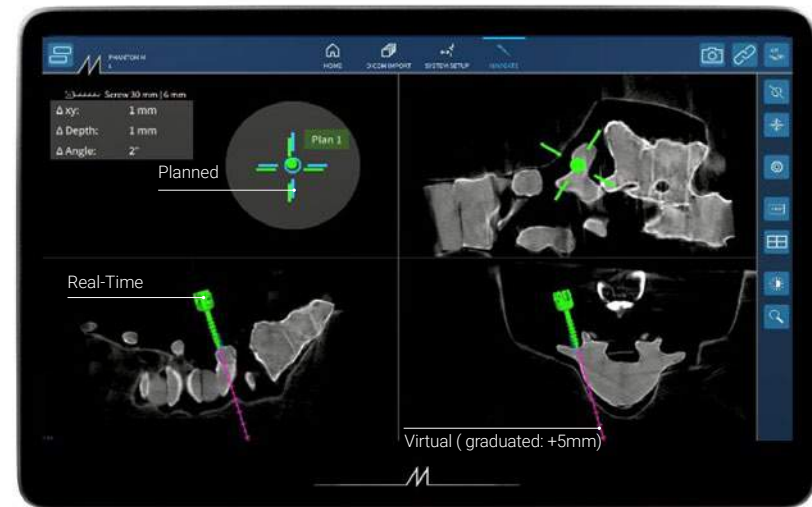 PHANTOM M
L
HOME
DICOM IMPORT
SYSTEM SETUP
NAVIGATE
Screw 30 mm | 6 mm
Δ xy: 1 mm
Δ Depth: 1 mm
Δ Angle: 2°
Plan 1
Planned
Real-Time
Virtual ( graduated: +5mm)